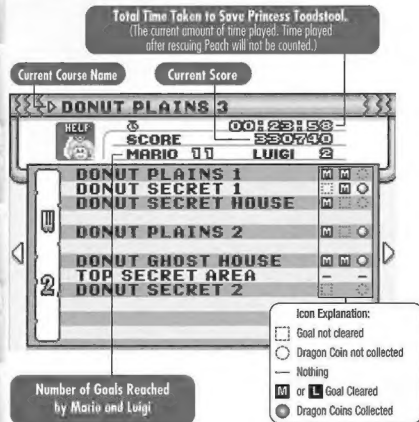 Total Time Taken to Save Princess Toadstool.
(The current amount of time played. Time played
after rescuing Peach will not be counted.)
Current Course Name
Current Score
DONUT PLAINS 3
HELP
00:23:58
SCORE 330740
MARIO 11 LUIGI 2
DONUT PLAINS 1 M M
DONUT SECRET 1 M
DONUT SECRET HOUSE M
DONUT PLAINS 2 M
DONUT GHOST HOUSE M M
TOP SECRET AREA – –
DONUT SECRET 2
2
Icon Explanation:
Goal not cleared
Dragon Coin not collected
— Nothing
M or L Goal Cleared
Dragon Coins Collected
Number of Goals Reached
by Mario and Luigi